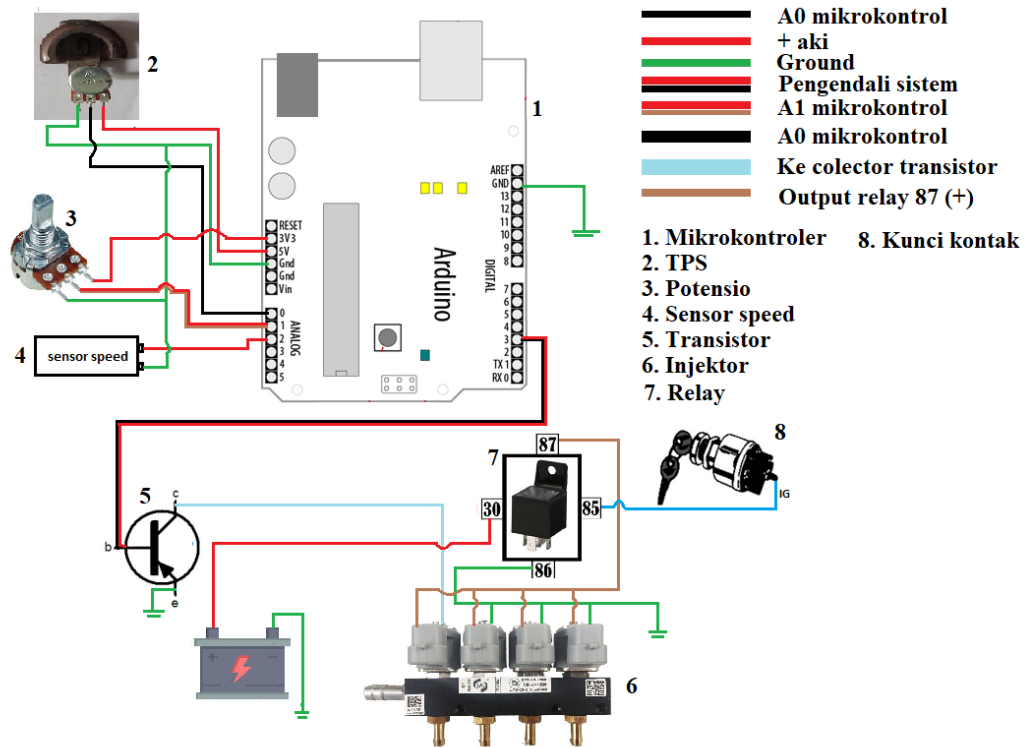 A0 mikrokontrol
+ aki
Ground
Pengendali sistem
A1 mikrokontrol
A0 mikrokontrol
Ke colector transistor
Output relay 87 (+)
1. Mikrokontroler
2. TPS
3. Potensio
4. Sensor speed
5. Transistor
6. Injektor
7. Relay
8. Kunci kontak
2
1
3
RESET
3V3
5V
Gnd
Gnd
Vin
0
1
2
3
4
5
ANALOG
Arduino
AREF
GND
13
12
11
10
9
8
DIGITAL
7
6
5
4
3
2
TX 1
RX 0
4
sensor speed
5
c
b
e
+
-
7
87
30
85
86
8
IG
6